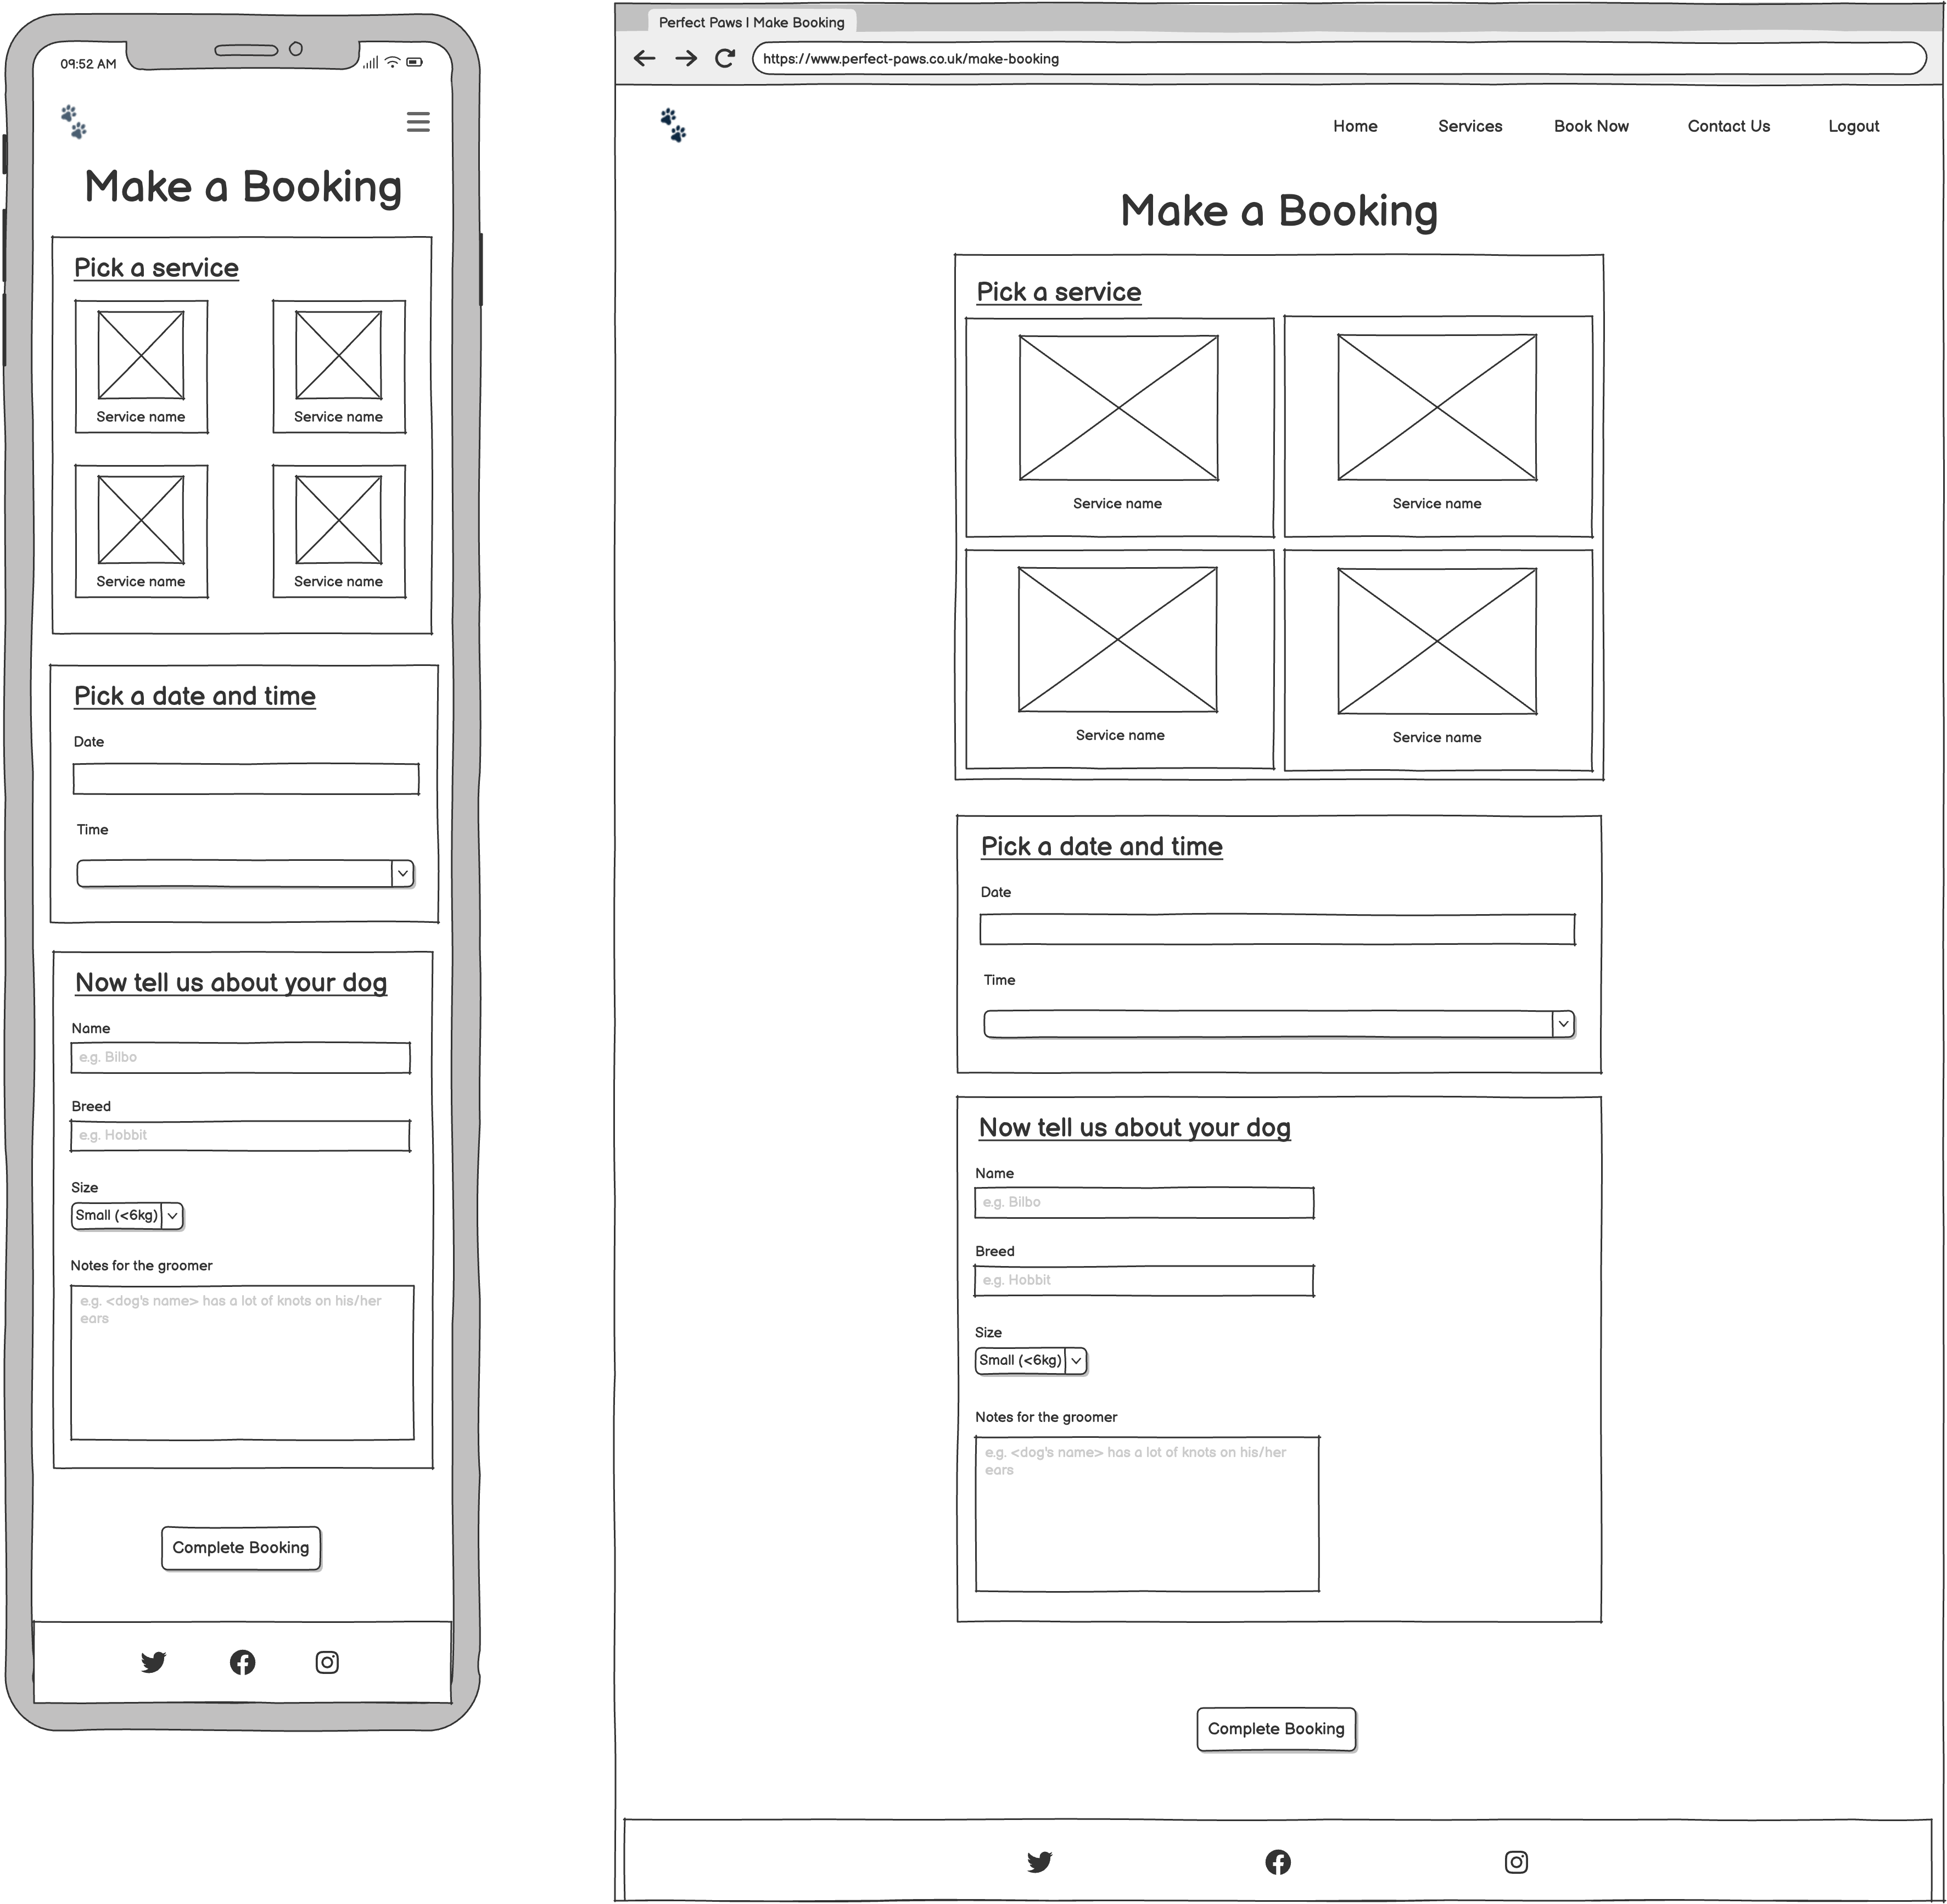 09:52 AM
Make a Booking
Pick a service
Service name
Service name
Service name
Service name
Pick a date and time
Date
Time
Now tell us about your dog
Name
e.g. Bilbo
Breed
e.g. Hobbit
Size
Small (<6kg)
Notes for the groomer
e.g. <dog's name> has a lot of knots on his/her
ears
Complete Booking
Perfect Paws | Make Booking
https://www.perfect-paws.co.uk/make-booking
Home Services Book Now Contact Us Logout
Make a Booking
Pick a service
Service name
Service name
Service name
Service name
Pick a date and time
Date
Time
Now tell us about your dog
Name
e.g. Bilbo
Breed
e.g. Hobbit
Size
Small (<6kg)
Notes for the groomer
e.g. <dog's name> has a lot of knots on his/her
ears
Complete Booking